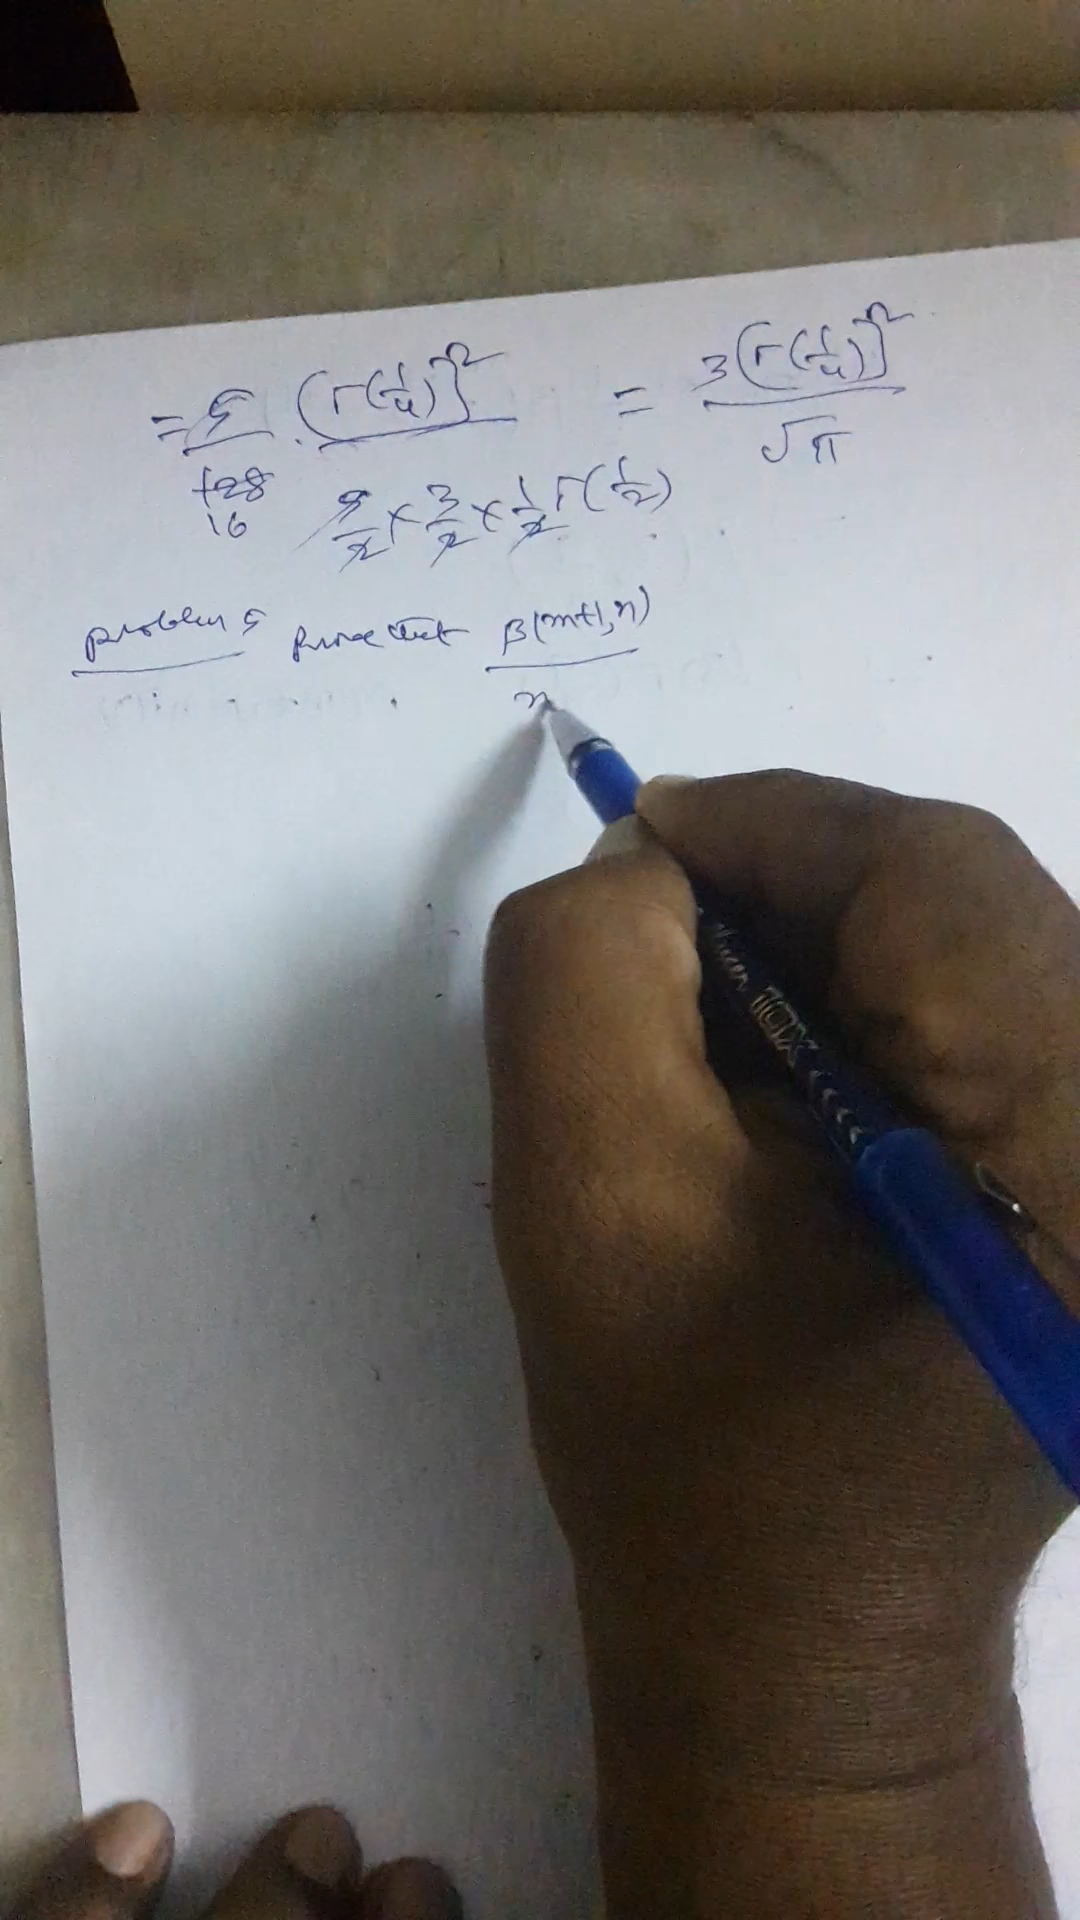 = 5/128 . [Γ(1/4)]² = 3[Γ(1/4)]² / √π
16 5/2 × 3/2 × 1/2 Γ(1/2)
problem 5 prove that β(m+1, n)
10X